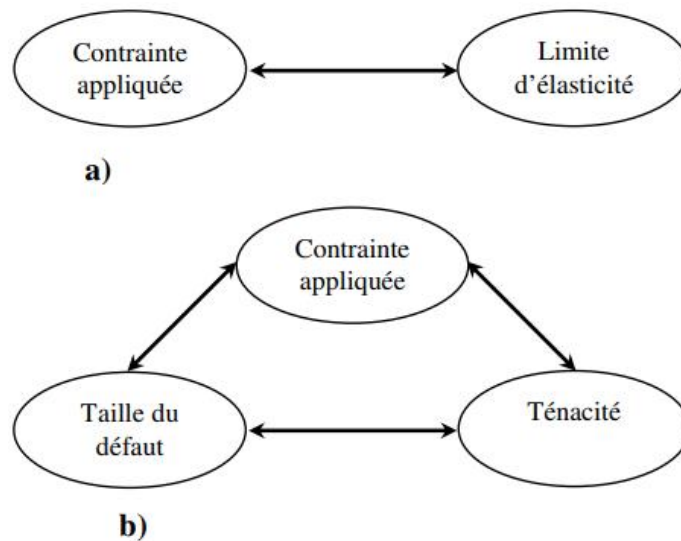 Contrainte
appliquée
Limite
d'élasticité
a)
Contrainte
appliquée
Taille du
défaut
Ténacité
b)